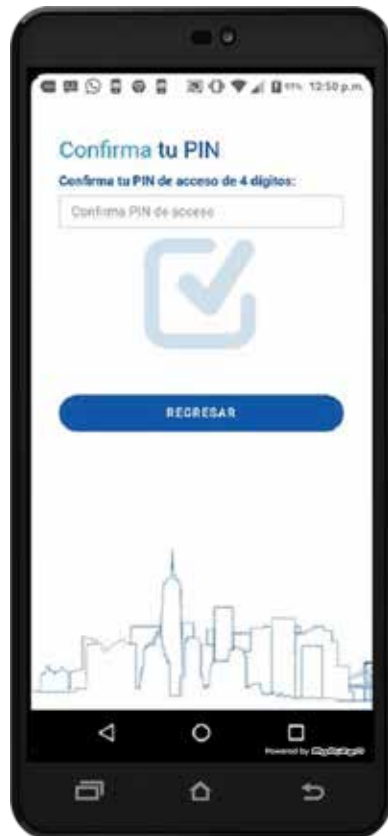 12:50 p.m.
Confirma tu PIN
Confirma tu PIN de acceso de 4 dígitos:
Confirma PIN de acceso
REGRESAR
Powered by